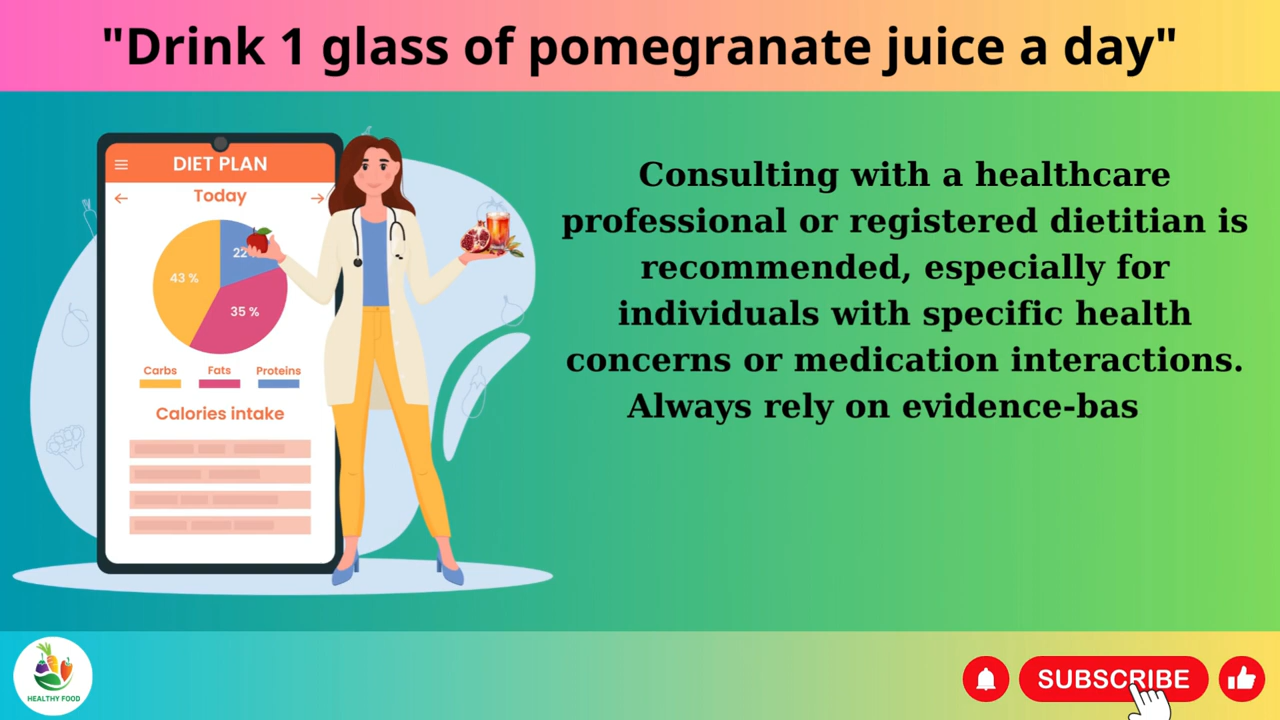 "Drink 1 glass of pomegranate juice a day"
DIET PLAN
Today
22
43 %
35 %
Carbs Fats Proteins
Calories intake
Consulting with a healthcare
professional or registered dietitian is
recommended, especially for
individuals with specific health
concerns or medication interactions.
Always rely on evidence-bas
HEALTHY FOOD
SUBSCRIBE